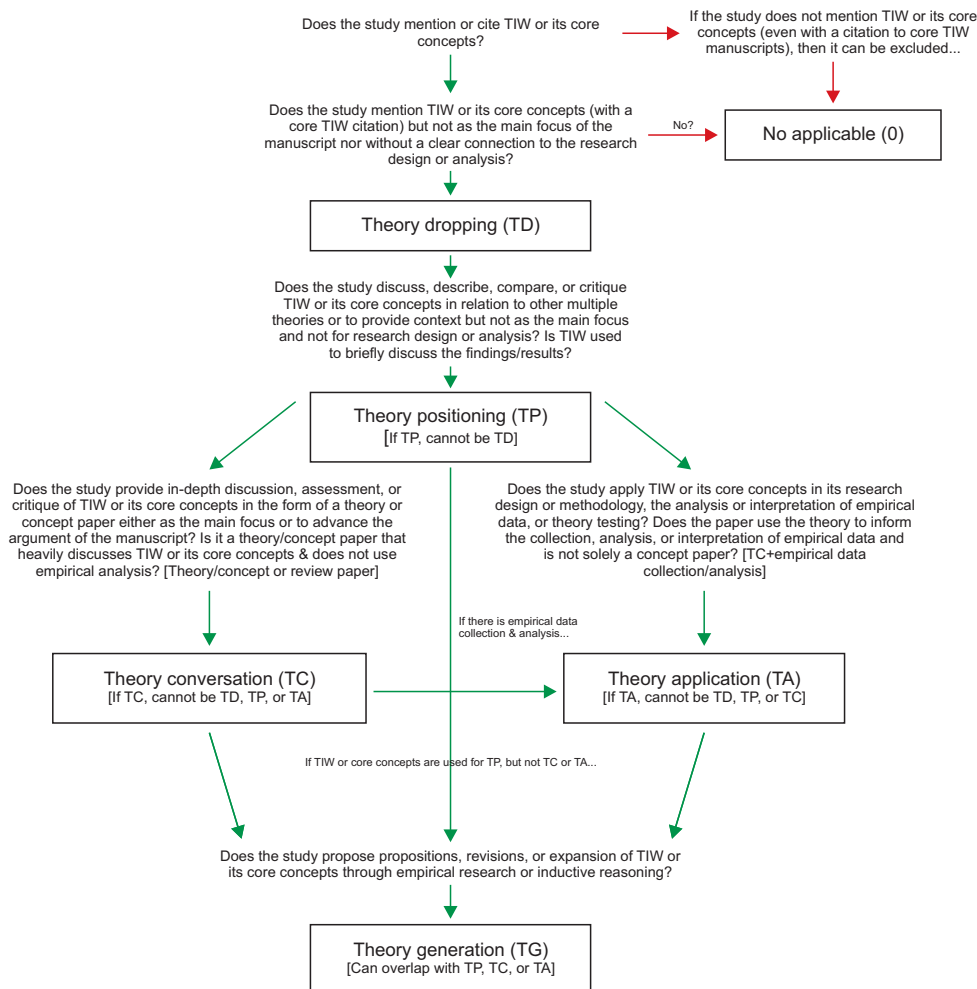 Does the study mention or cite TIW or its core
concepts?
If the study does not mention TIW or its core
concepts (even with a citation to core TIW
manuscripts), then it can be excluded...
Does the study mention TIW or its core concepts (with a
core TIW citation) but not as the main focus of the
manuscript nor without a clear connection to the research
design or analysis?
No?
No applicable (0)
Theory dropping (TD)
Does the study discuss, describe, compare, or critique
TIW or its core concepts in relation to other multiple
theories or to provide context but not as the main focus
and not for research design or analysis? Is TIW used
to briefly discuss the findings/results?
Theory positioning (TP)
[If TP, cannot be TD]
Does the study provide in-depth discussion, assessment, or
critique of TIW or its core concepts in the form of a theory or
concept paper either as the main focus or to advance the
argument of the manuscript? Is it a theory/concept paper that
heavily discusses TIW or its core concepts & does not use
empirical analysis? [Theory/concept or review paper]
Does the study apply TIW or its core concepts in its research
design or methodology, the analysis or interpretation of empirical
data, or theory testing? Does the paper use the theory to inform
the collection, analysis, or interpretation of empirical data and
is not solely a concept paper? [TC+empirical data
collection/analysis]
If there is empirical data
collection & analysis...
Theory conversation (TC)
[If TC, cannot be TD, TP, or TA]
Theory application (TA)
[If TA, cannot be TD, TP, or TC]
If TIW or core concepts are used for TP, but not TC or TA...
Does the study propose propositions, revisions, or expansion of TIW or
its core concepts through empirical research or inductive reasoning?
Theory generation (TG)
[Can overlap with TP, TC, or TA]